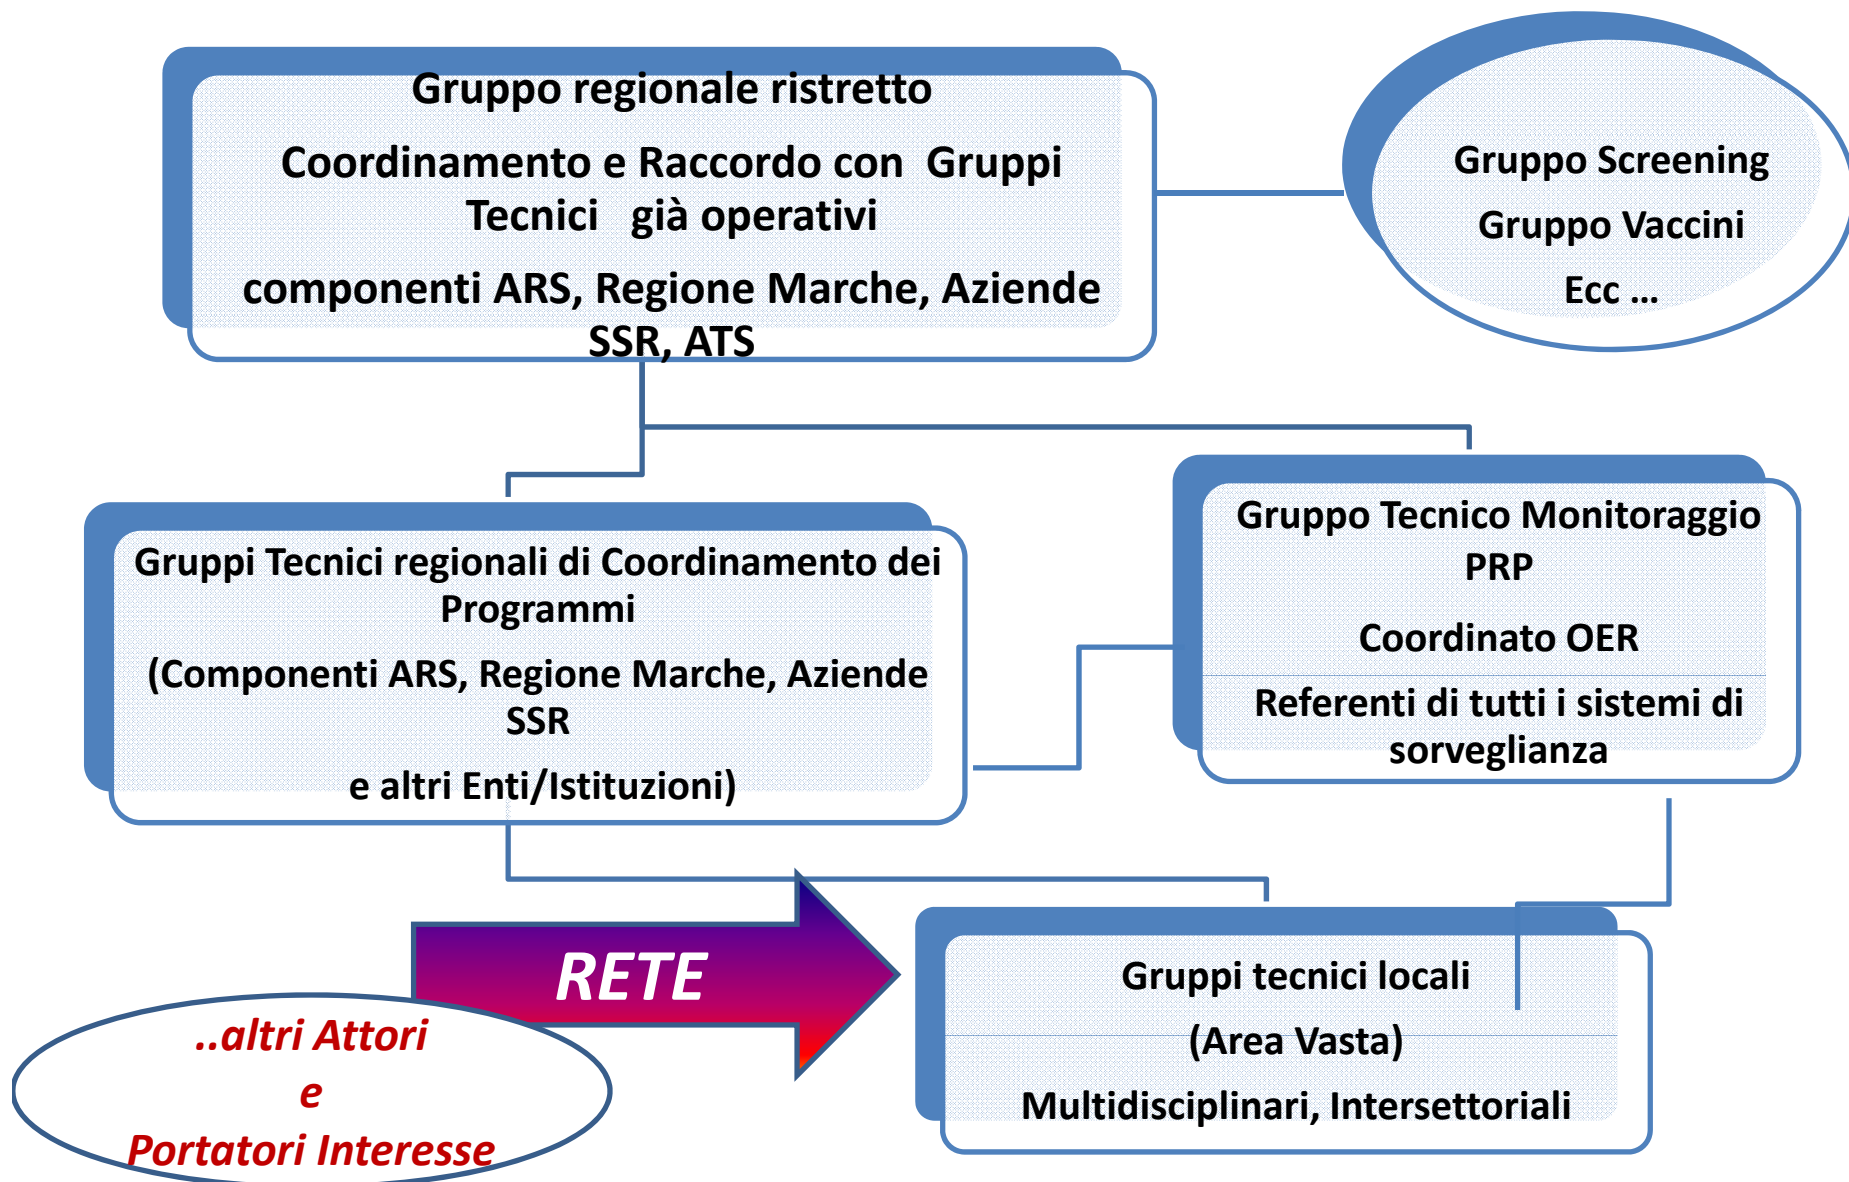 Gruppo regionale ristretto
Coordinamento e Raccordo con Gruppi
Tecnici già operativi
componenti ARS, Regione Marche, Aziende
SSR, ATS
Gruppo Screening
Gruppo Vaccini
Ecc ...
Gruppi Tecnici regionali di Coordinamento dei
Programmi
(Componenti ARS, Regione Marche, Aziende
SSR
e altri Enti/Istituzioni)
Gruppo Tecnico Monitoraggio
PRP
Coordinato OER
Referenti di tutti i sistemi di
sorveglianza
RETE
..altri Attori
e
Portatori Interesse
Gruppi tecnici locali
(Area Vasta)
Multidisciplinari, Intersettoriali